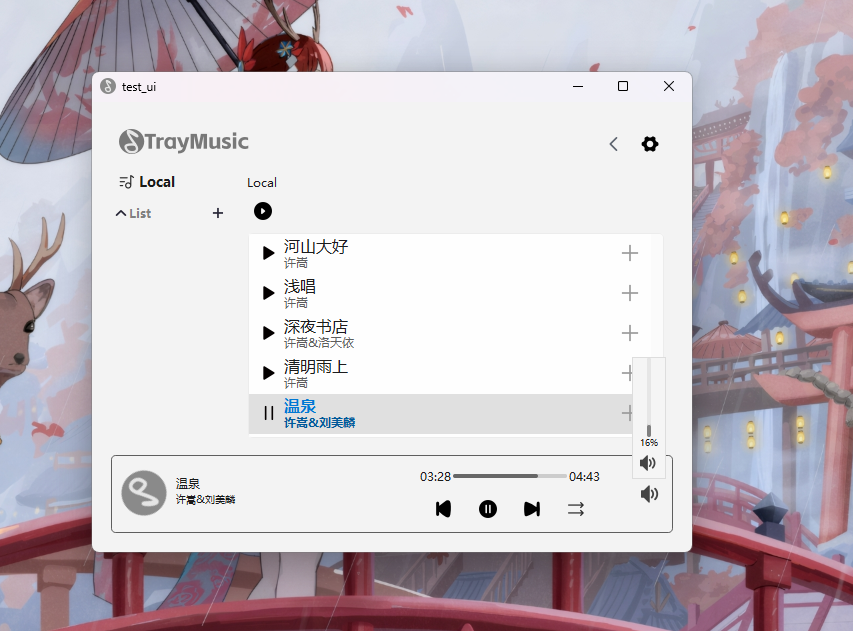 test_ui
TrayMusic
Local
List
Local
河山大好
许嵩
浅唱
许嵩
深夜书店
许嵩&洛天依
清明雨上
许嵩
温泉
许嵩&刘美麟
16%
温泉
许嵩&刘美麟
03:28
04:43